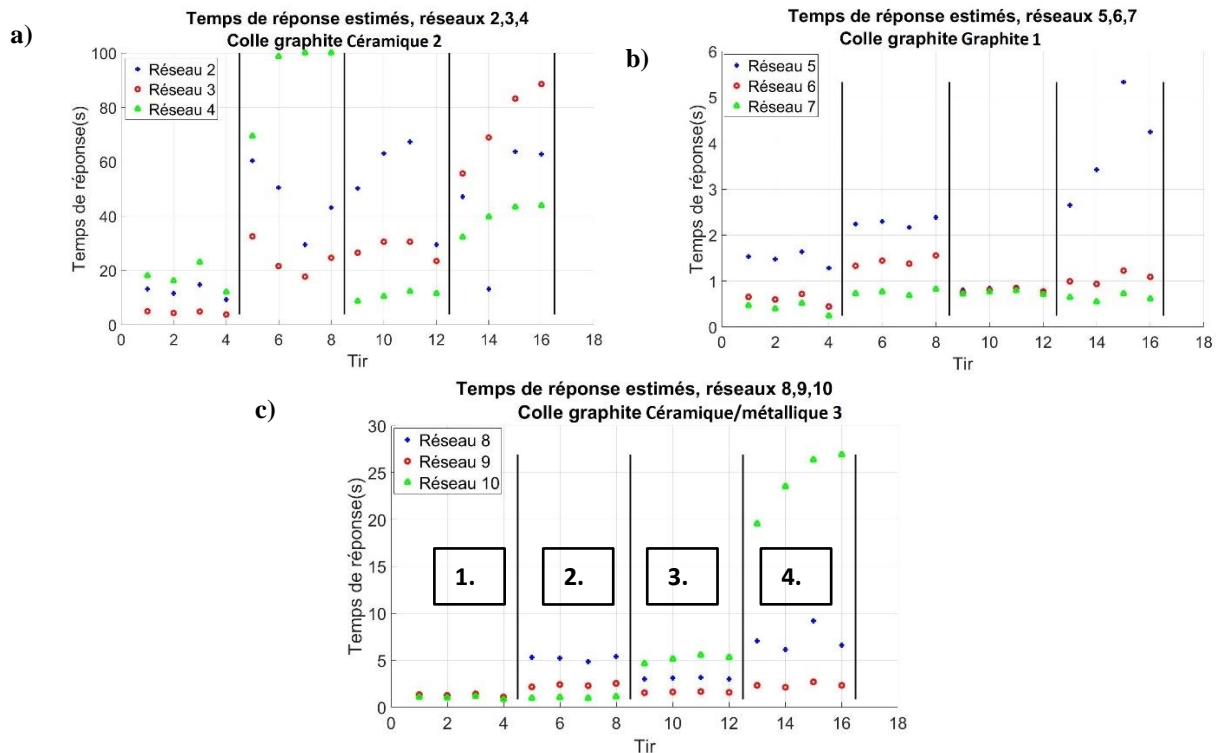 a)
Temps de réponse estimés, réseaux 2,3,4
Colle graphite Céramique 2
Réseau 2
Réseau 3
Réseau 4
Temps de réponse(s)
100
80
60
40
20
0
0 2 4 6 8 10 12 14 16 18
Tir
b)
Temps de réponse estimés, réseaux 5,6,7
Colle graphite Graphite 1
Réseau 5
Réseau 6
Réseau 7
Temps de réponse(s)
6
5
4
3
2
1
0
0 2 4 6 8 10 12 14 16 18
Tir
c)
Temps de réponse estimés, réseaux 8,9,10
Colle graphite Céramique/métallique 3
Réseau 8
Réseau 9
Réseau 10
Temps de réponse(s)
30
25
20
15
10
5
0
1. 2. 3. 4.
0 2 4 6 8 10 12 14 16 18
Tir